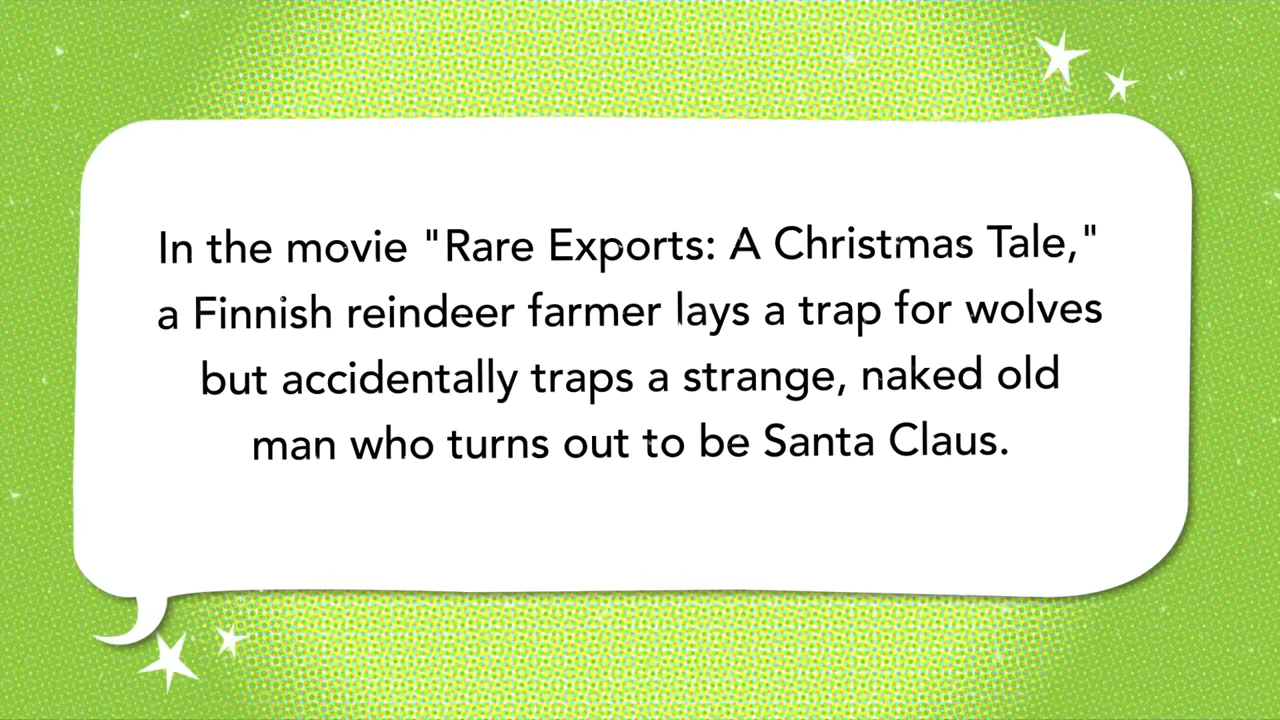 In the movie "Rare Exports: A Christmas Tale,"
a Finnish reindeer farmer lays a trap for wolves
but accidentally traps a strange, naked old
man who turns out to be Santa Claus.